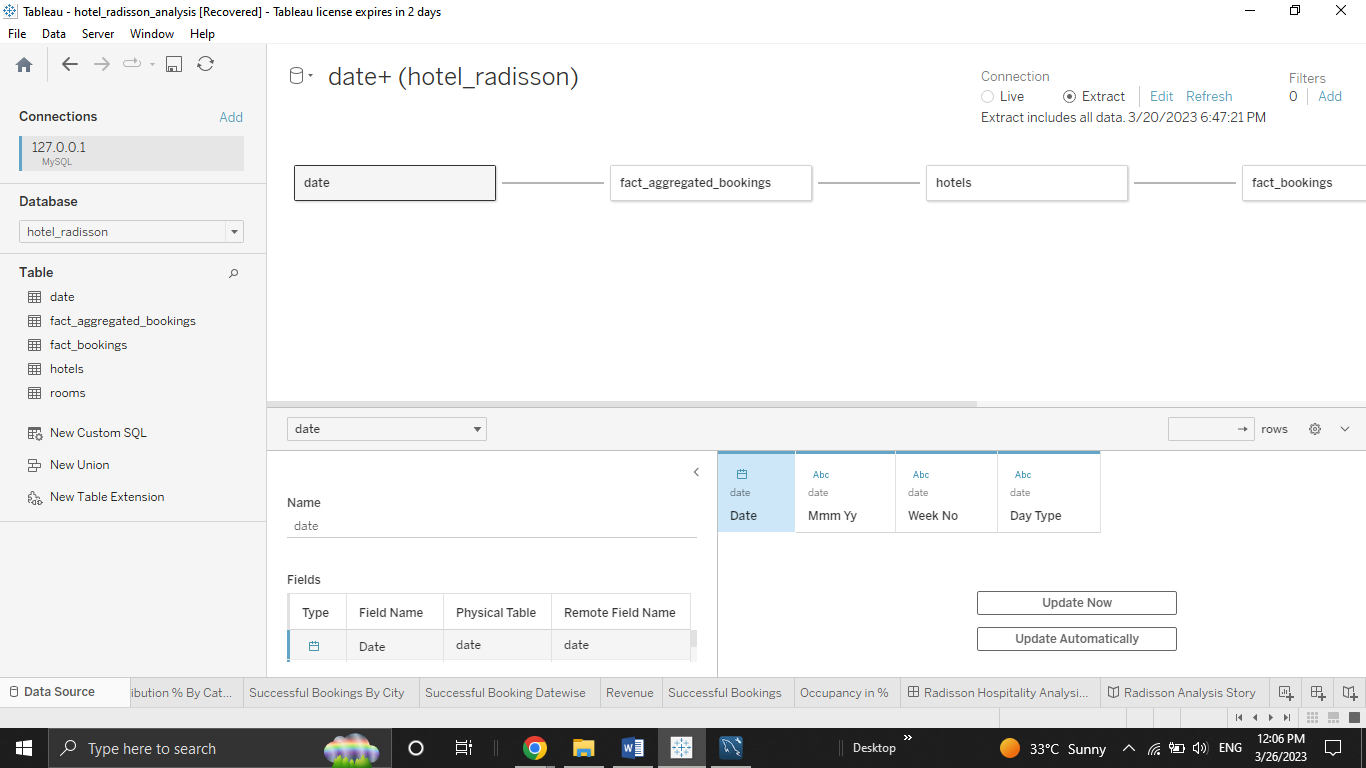 Tableau - hotel_radisson_analysis [Recovered] - Tableau license expires in 2 days
File Data Server Window Help
Connections Add
127.0.0.1
MySQL
Database
hotel_radisson
Table
date
fact_aggregated_bookings
fact_bookings
hotels
rooms
New Custom SQL
New Union
New Table Extension
date+ (hotel_radisson)
Connection
Live Extract Edit Refresh
Extract includes all data. 3/20/2023 6:47:21 PM
Filters
0 Add
date fact_aggregated_bookings hotels fact_bookings
date rows
Name
date
Fields
Type Field Name Physical Table Remote Field Name
Date date date
Abc Abc Abc
date date date date
Date Mmm Yy Week No Day Type
Update Now
Update Automatically
Data Source ibution % By Cat... Successful Bookings By City Successful Booking Datewise Revenue Successful Bookings Occupancy in % Radisson Hospitality Analysi... Radisson Analysis Story
Type here to search
Desktop
33°C Sunny
ENG
12:06 PM
3/26/2023